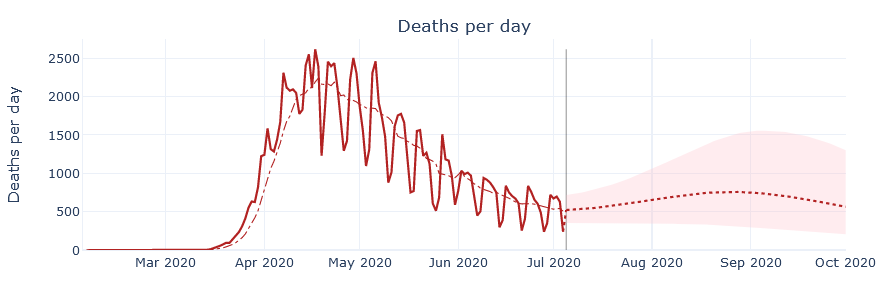 Deaths per day
Deaths per day
2500
2000
1500
1000
500
0
Mar 2020 Apr 2020 May 2020 Jun 2020 Jul 2020 Aug 2020 Sep 2020 Oct 2020